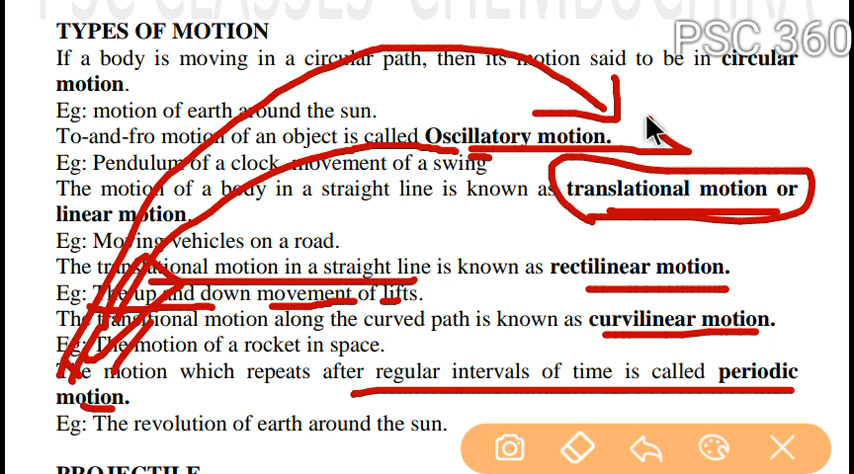 PSC CLASSES
TYPES OF MOTION
PSC 360
If a body is moving in a circular path, then its motion said to be in circular
motion.
Eg: motion of earth around the sun.
To-and-fro motion of an object is called Oscillatory motion.
Eg: Pendulum of a clock, movement of a swing
The motion of a body in a straight line is known as translational motion or
linear motion.
Eg: Moving vehicles on a road.
The translational motion in a straight line is known as rectilinear motion.
Eg: The up and down movement of lifts.
The translational motion along the curved path is known as curvilinear motion.
Eg: The motion of a rocket in space.
The motion which repeats after regular intervals of time is called periodic
motion.
Eg: The revolution of earth around the sun.
PROJECTILE